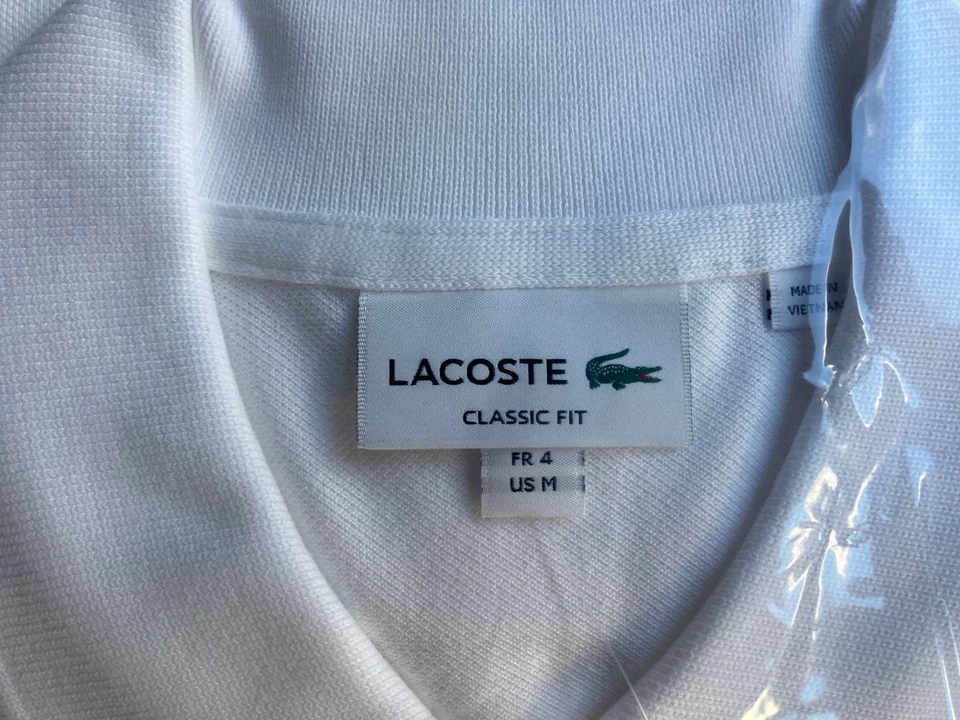 LACOSTE
CLASSIC FIT
FR 4
US M
MADE IN
VIETNAM